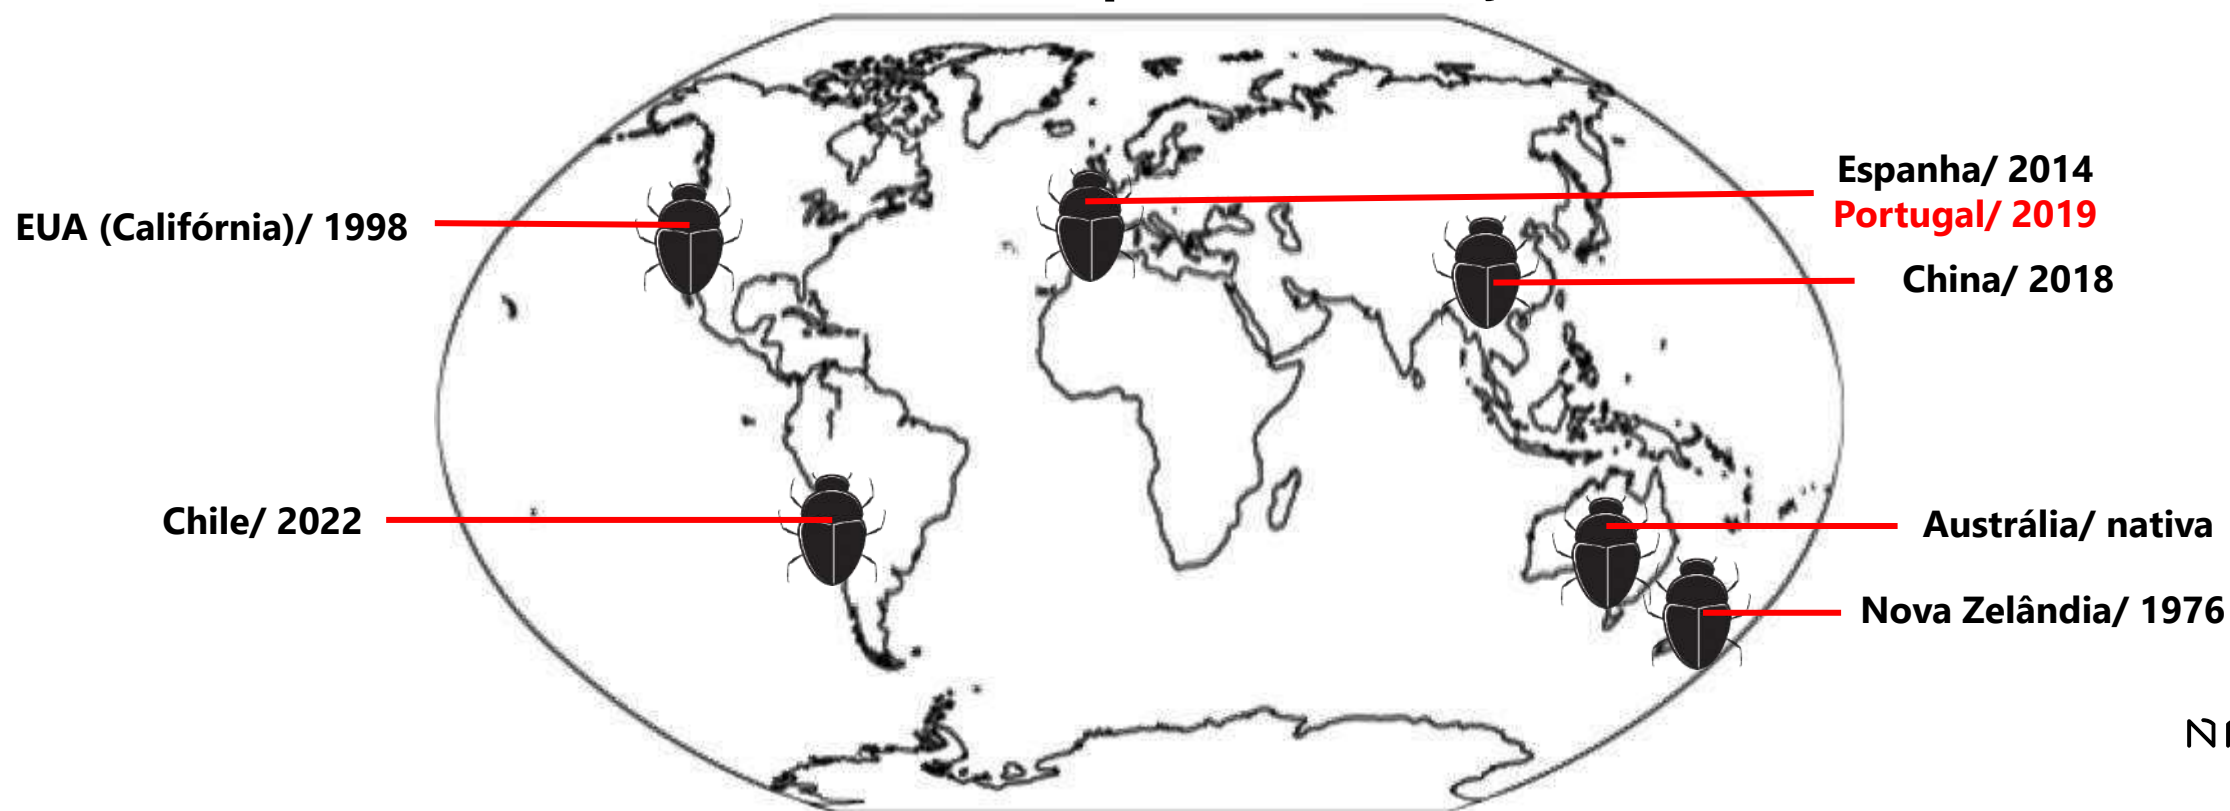 Espanha/ 2014
Portugal/ 2019
EUA (Califórnia)/ 1998
China/ 2018
Chile/ 2022
Austrália/ nativa
Nova Zelândia/ 1976